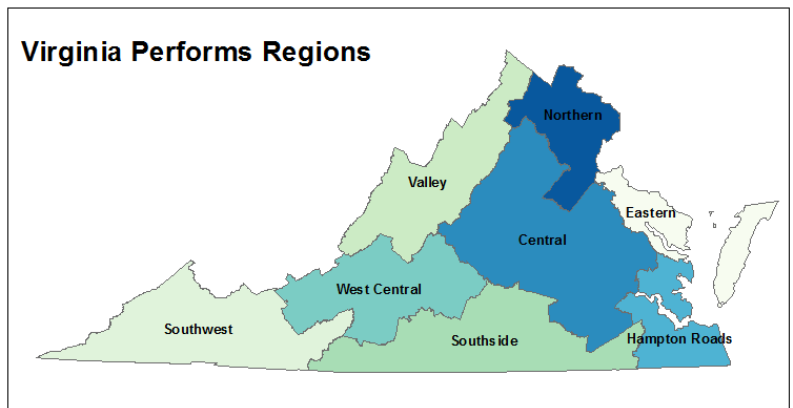 Virginia Performs Regions
Northern
Valley
Eastern
Central
West Central
Southwest
Southside
Hampton Roads